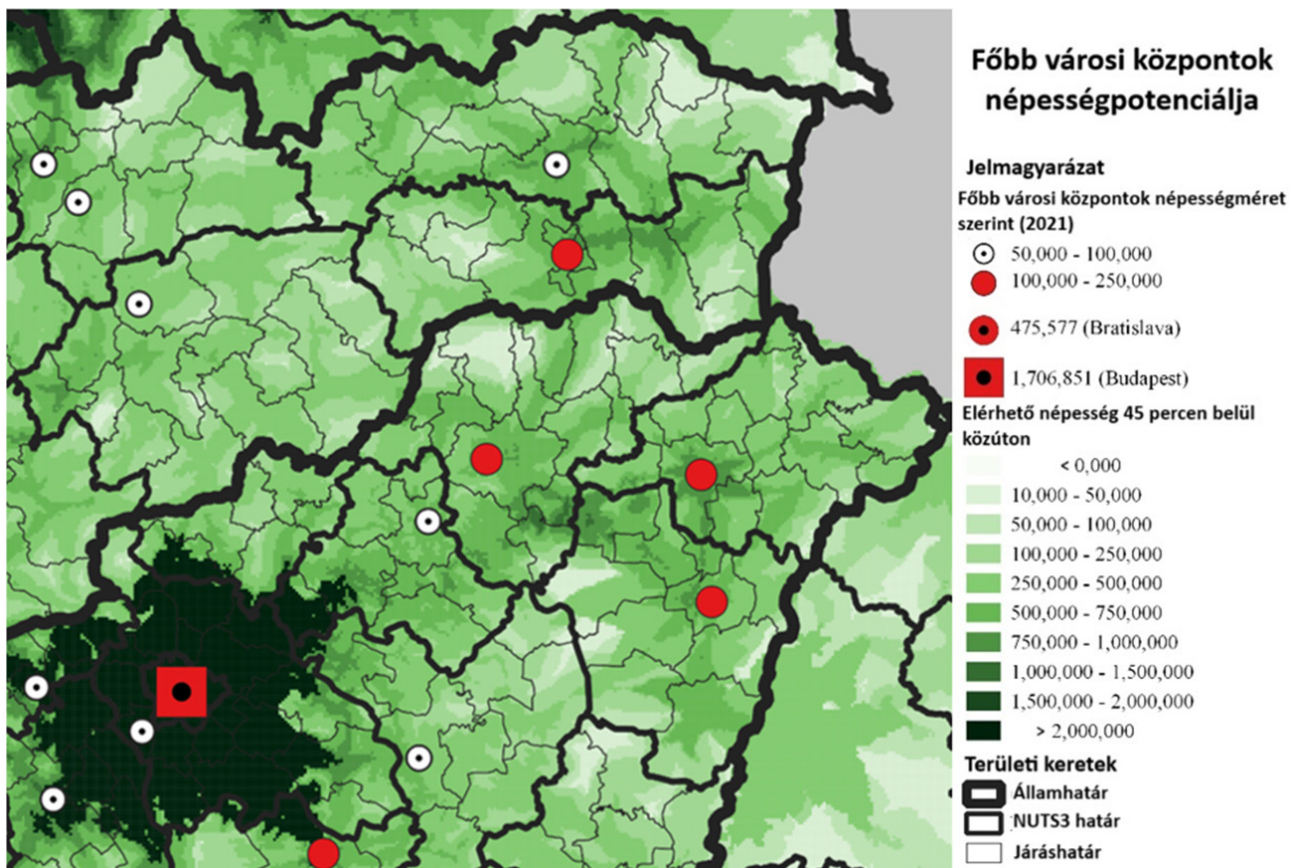 Főbb városi központok
népességpotenciálja
Jelmagyarázat
Főbb városi központok népességméret
szerint (2021)
50,000 - 100,000
100,000 - 250,000
475,577 (Bratislava)
1,706,851 (Budapest)
Elérhető népesség 45 percen belül
közúton
< 0,000
10,000 - 50,000
50,000 - 100,000
100,000 - 250,000
250,000 - 500,000
500,000 - 750,000
750,000 - 1,000,000
1,000,000 - 1,500,000
1,500,000 - 2,000,000
> 2,000,000
Területi keretek
Államhatár
NUTS3 határ
Járáshatár